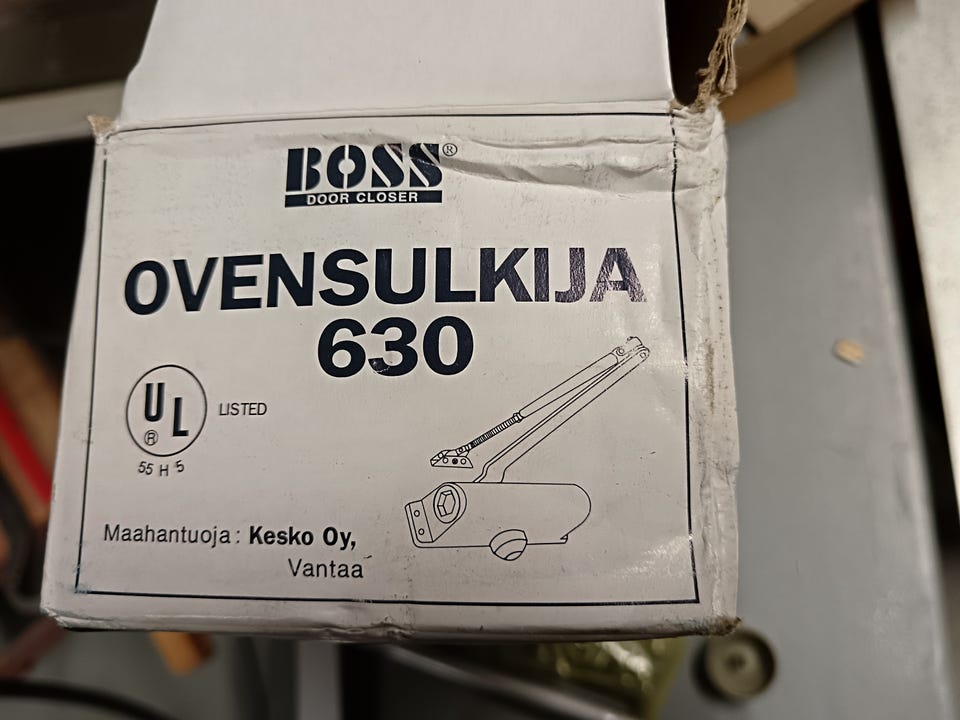 BOSS®
DOOR CLOSER
OVENSULKIJA
630
UL® LISTED
55 H 5
Maahantuoja: Kesko Oy,
Vantaa